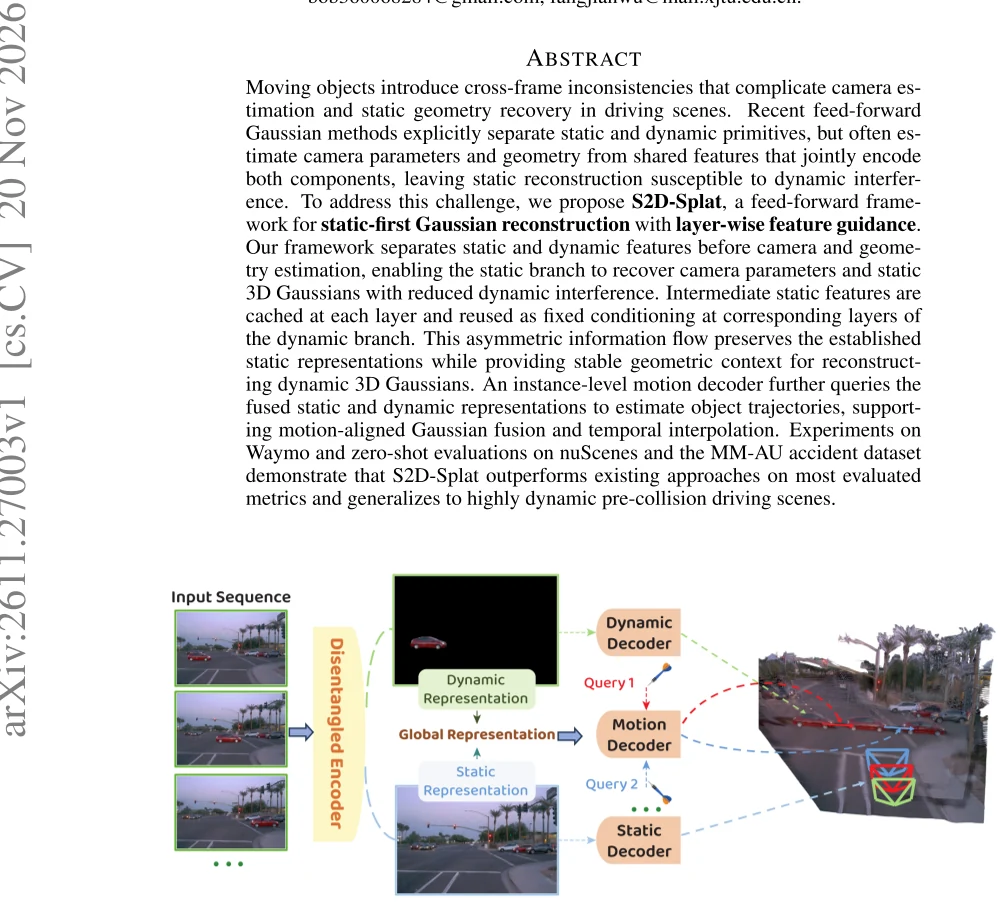 ABSTRACT
Moving objects introduce cross-frame inconsistencies that complicate camera es-
timation and static geometry recovery in driving scenes. Recent feed-forward
Gaussian methods explicitly separate static and dynamic primitives, but often es-
timate camera parameters and geometry from shared features that jointly encode
both components, leaving static reconstruction susceptible to dynamic interfer-
ence. To address this challenge, we propose S2D-Splat, a feed-forward frame-
work for static-first Gaussian reconstruction with layer-wise feature guidance.
Our framework separates static and dynamic features before camera and geome-
try estimation, enabling the static branch to recover camera parameters and static
3D Gaussians with reduced dynamic interference. Intermediate static features are
cached at each layer and reused as fixed conditioning at corresponding layers of
the dynamic branch. This asymmetric information flow preserves the established
static representations while providing stable geometric context for reconstruct-
ing dynamic 3D Gaussians. An instance-level motion decoder further queries the
fused static and dynamic representations to estimate object trajectories, support-
ing motion-aligned Gaussian fusion and temporal interpolation. Experiments on
Waymo and zero-shot evaluations on nuScenes and the MM-AU accident dataset
demonstrate that S2D-Splat outperforms existing approaches on most evaluated
metrics and generalizes to highly dynamic pre-collision driving scenes.
arXiv:2611.27003v1 [cs.CV] 20 Nov 2026
Input Sequence
Disentangled Encoder
Dynamic
Representation
Global Representation
Static
Representation
Dynamic
Decoder
Query 1
Motion
Decoder
Query 2
Static
Decoder